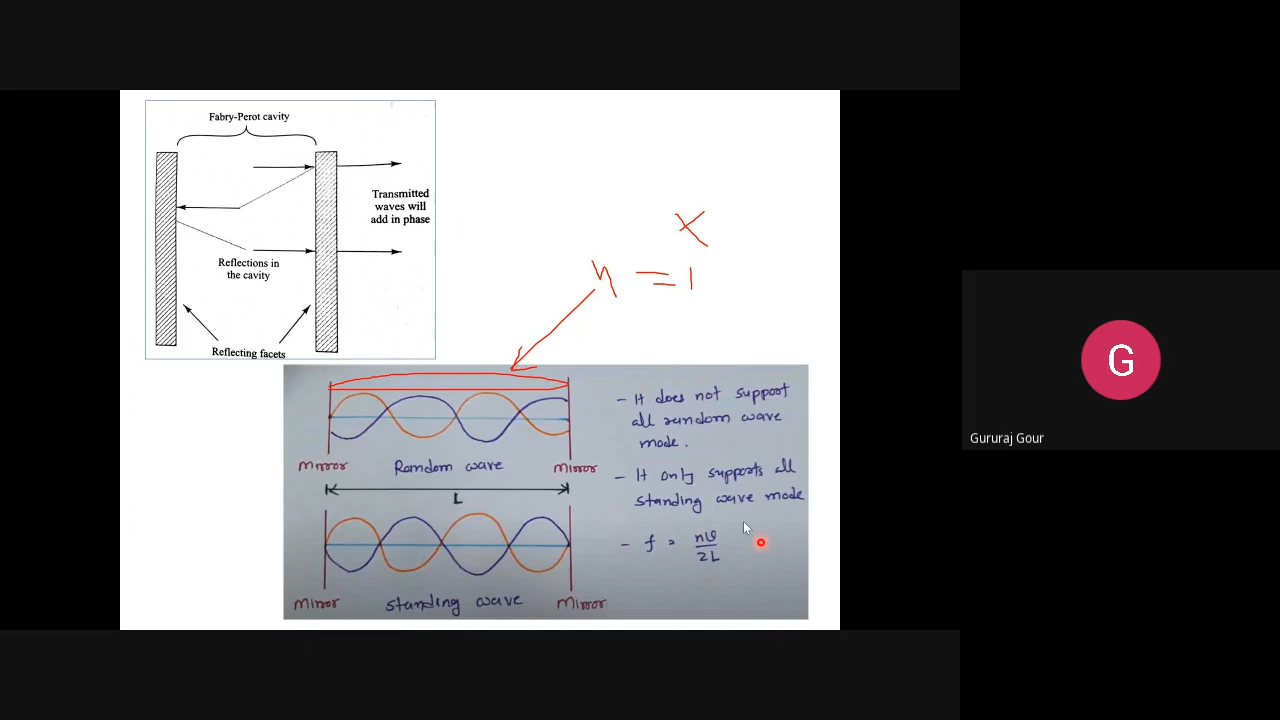 Fabry-Perot cavity
Transmitted
waves will
add in phase
Reflections in
the cavity
Reflecting facets
n = 1
Mirror
Random wave
Mirror
L
Mirror
standing wave
Mirror
- It does not support
all random wave
mode.
- It only supports all
standing wave mode
- f = nϑ/2L
G
Gururaj Gour